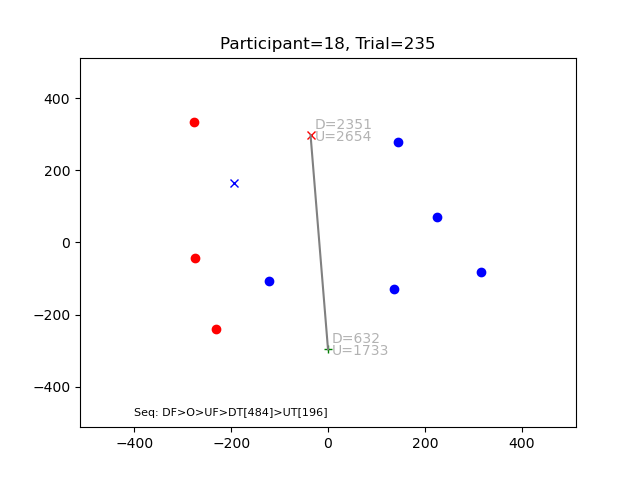 Participant=18, Trial=235
400
200
0
−200
−400
D=2351
U=2654
D=632
U=1733
Seq: DF>O>UF>DT[484]>UT[196]
−400 −200 0 200 400